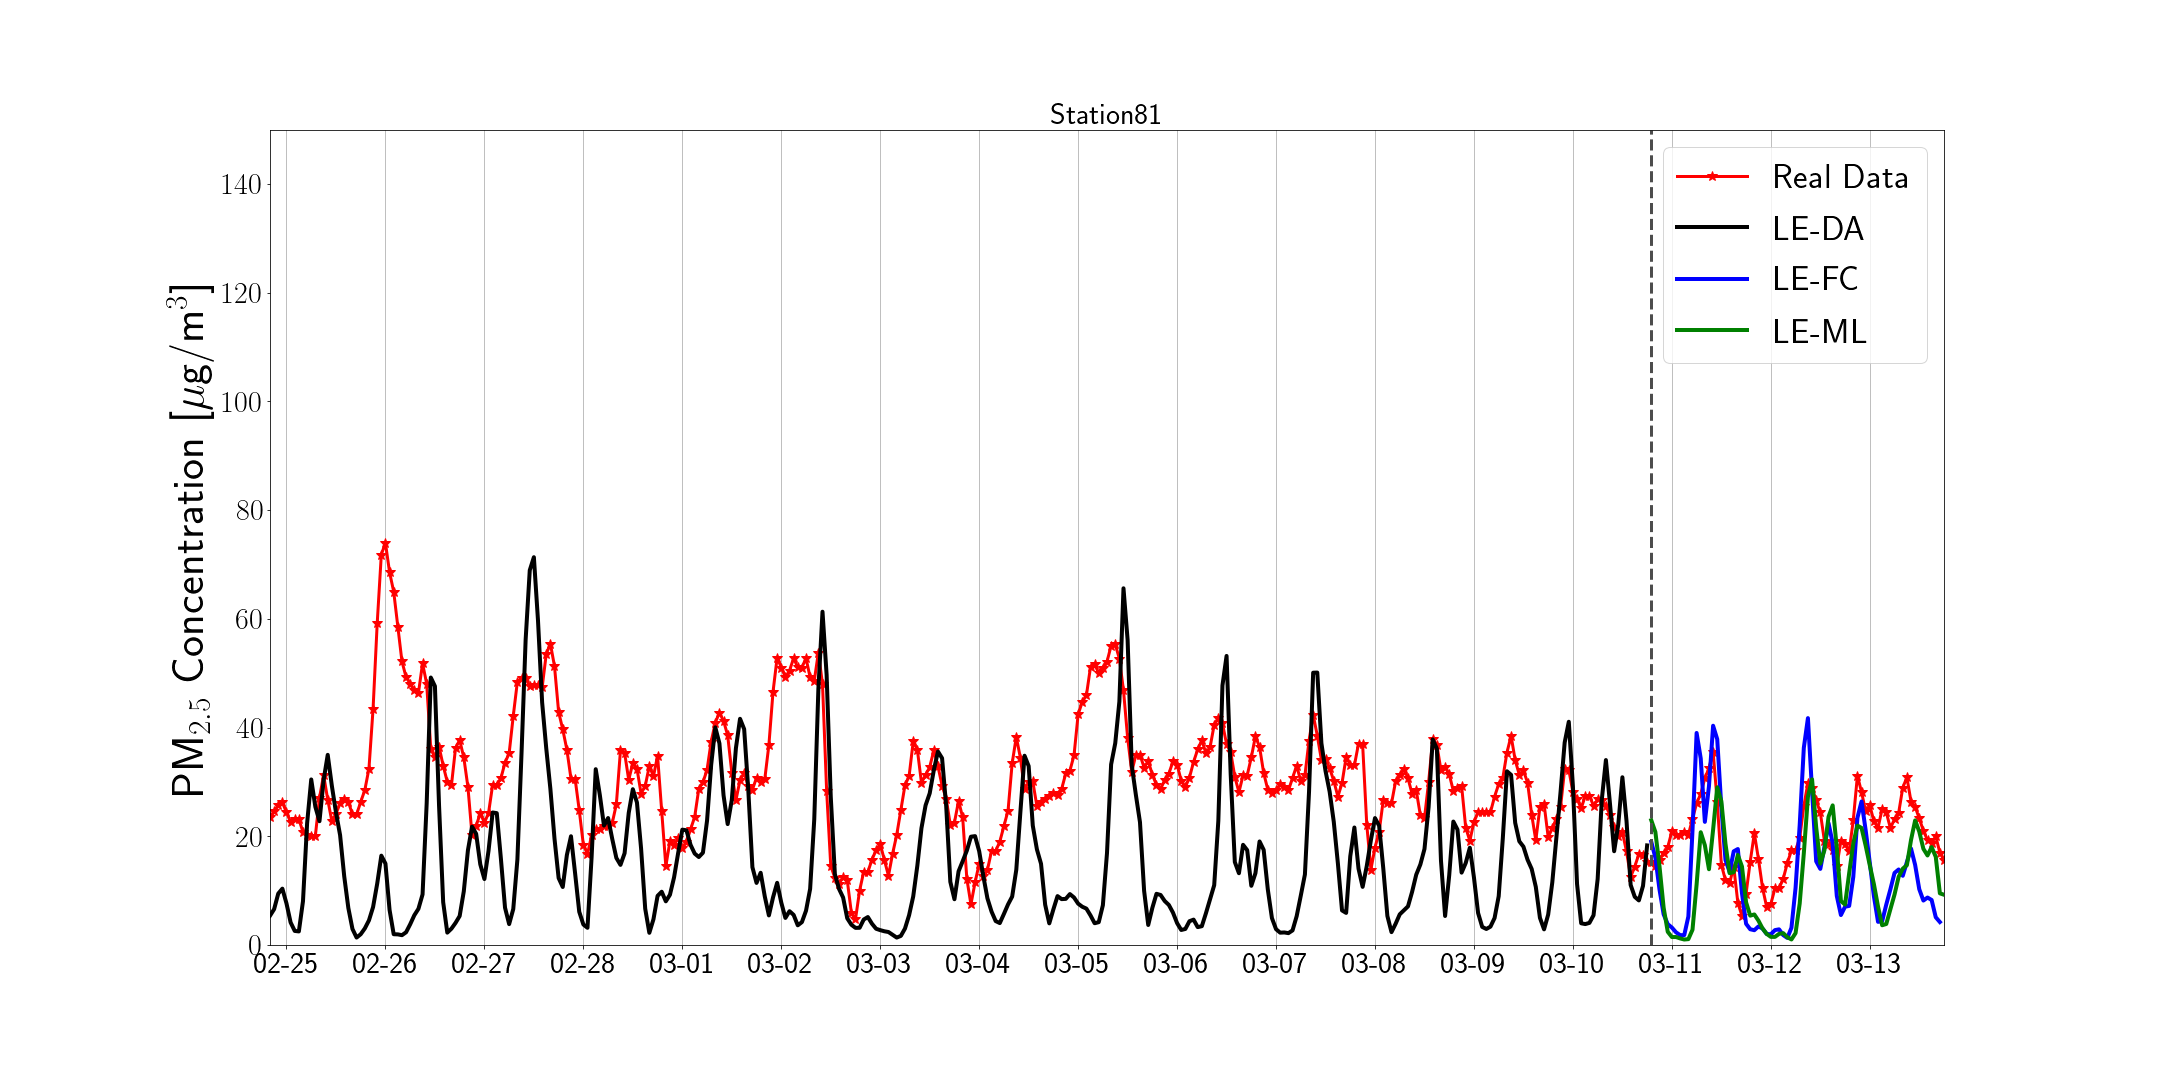 Station81
PM2.5 Concentration [μg/m³]
140
120
100
80
60
40
20
0
02-25 02-26 02-27 02-28 03-01 03-02 03-03 03-04 03-05 03-06 03-07 03-08 03-09 03-10 03-11 03-12 03-13
Real Data
LE-DA
LE-FC
LE-ML